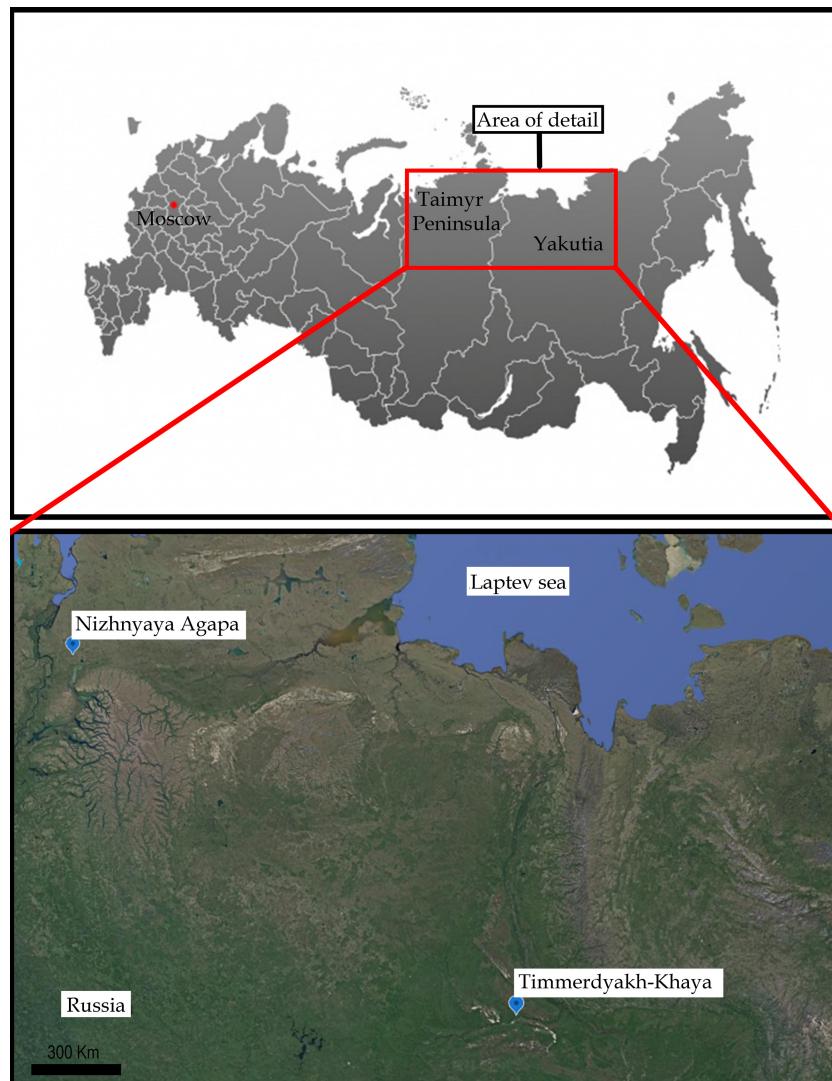 Area of detail
Taimyr
Peninsula
Moscow
Yakutia
Laptev sea
Nizhnyaya Agapa
Timmerdyakh-Khaya
Russia
300 Km